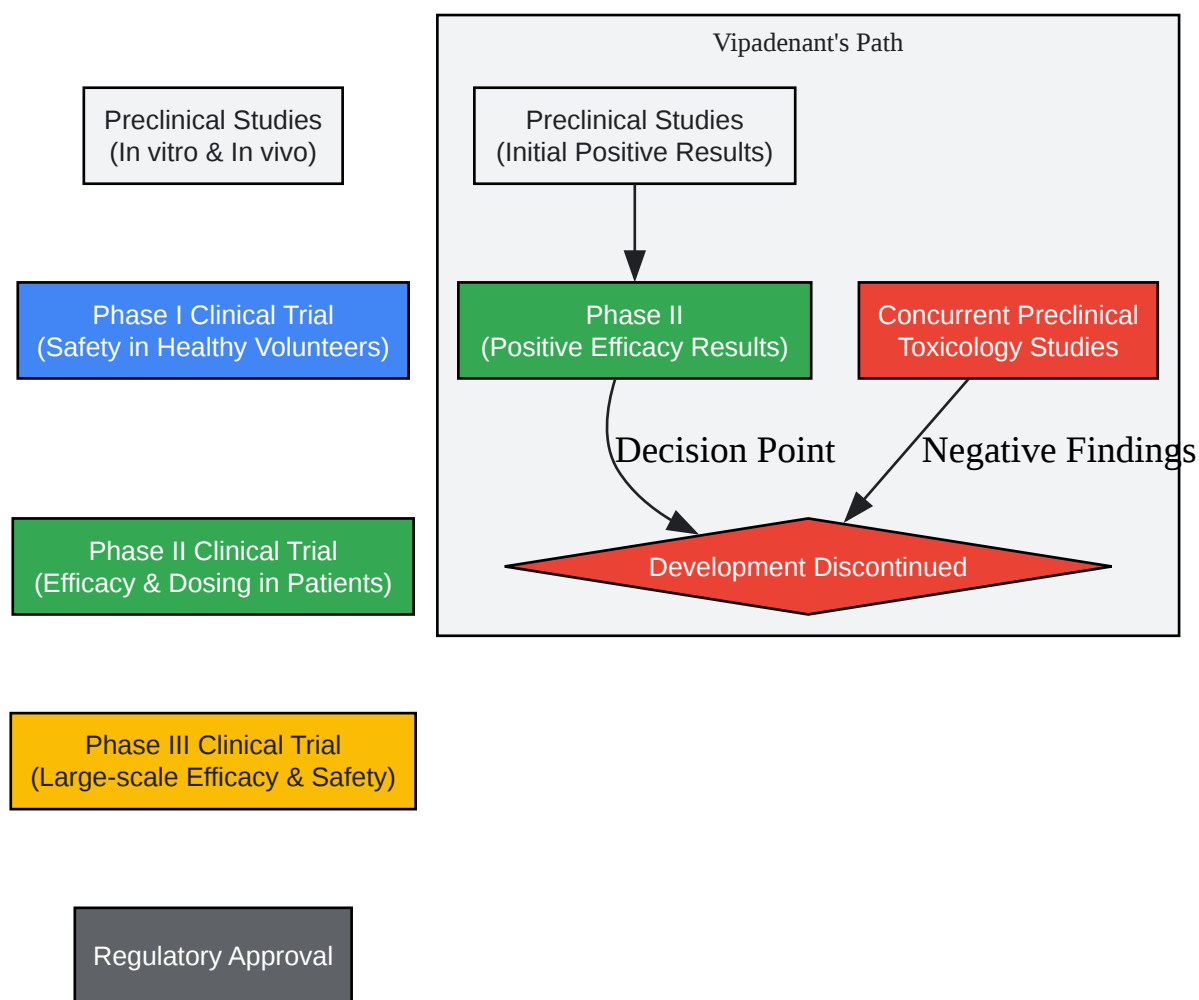 Vipadenant's Path
Preclinical Studies
(In vitro & In vivo)
Preclinical Studies
(Initial Positive Results)
Phase I Clinical Trial
(Safety in Healthy Volunteers)
Phase II
(Positive Efficacy Results)
Concurrent Preclinical
Toxicology Studies
Decision Point
Negative Findings
Phase II Clinical Trial
(Efficacy & Dosing in Patients)
Development Discontinued
Phase III Clinical Trial
(Large-scale Efficacy & Safety)
Regulatory Approval